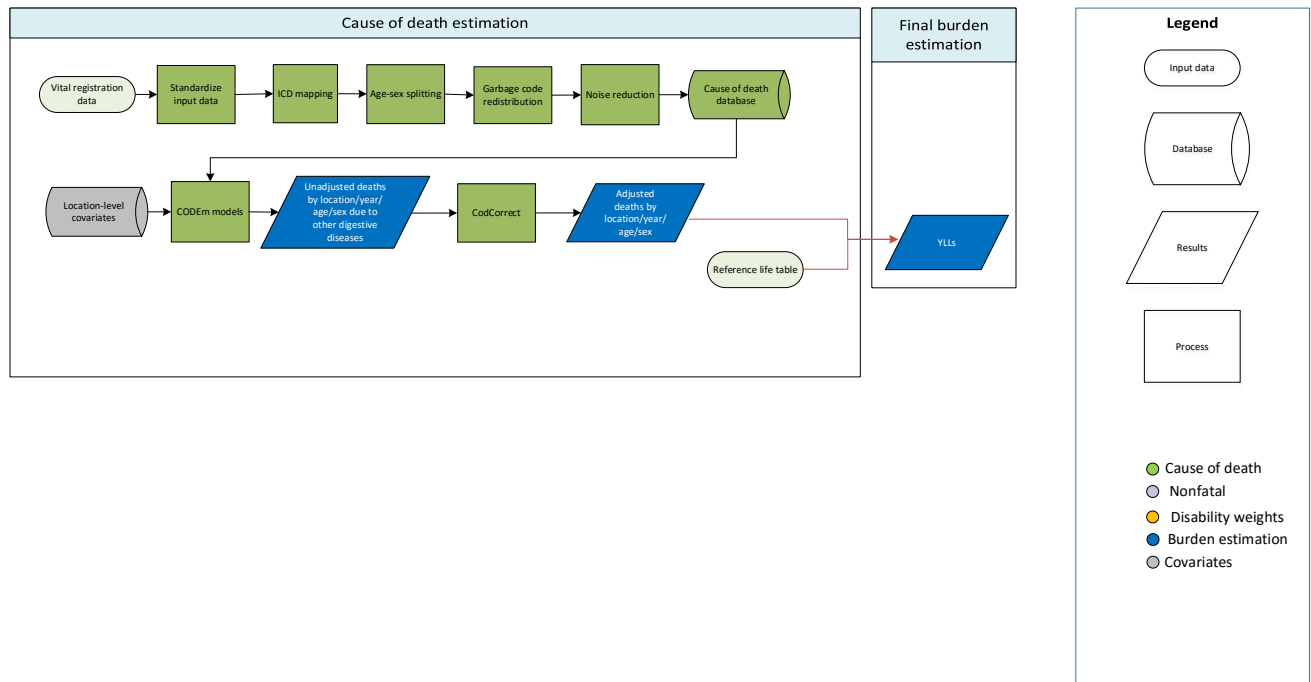 Cause of death estimation
Final burden
estimation
Legend
Vital registration
data
Standardize
input data
ICD mapping
Age-sex splitting
Garbage code
redistribution
Noise reduction
Cause of death
database
Location-level
covariates
CODEm models
Unadjusted deaths
by location/year/
age/sex due to
other digestive
diseases
CodCorrect
Adjusted
deaths by
location/year/
age/sex
Reference life table
YLLs
Input data
Database
Results
Process
Cause of death
Nonfatal
Disability weights
Burden estimation
Covariates